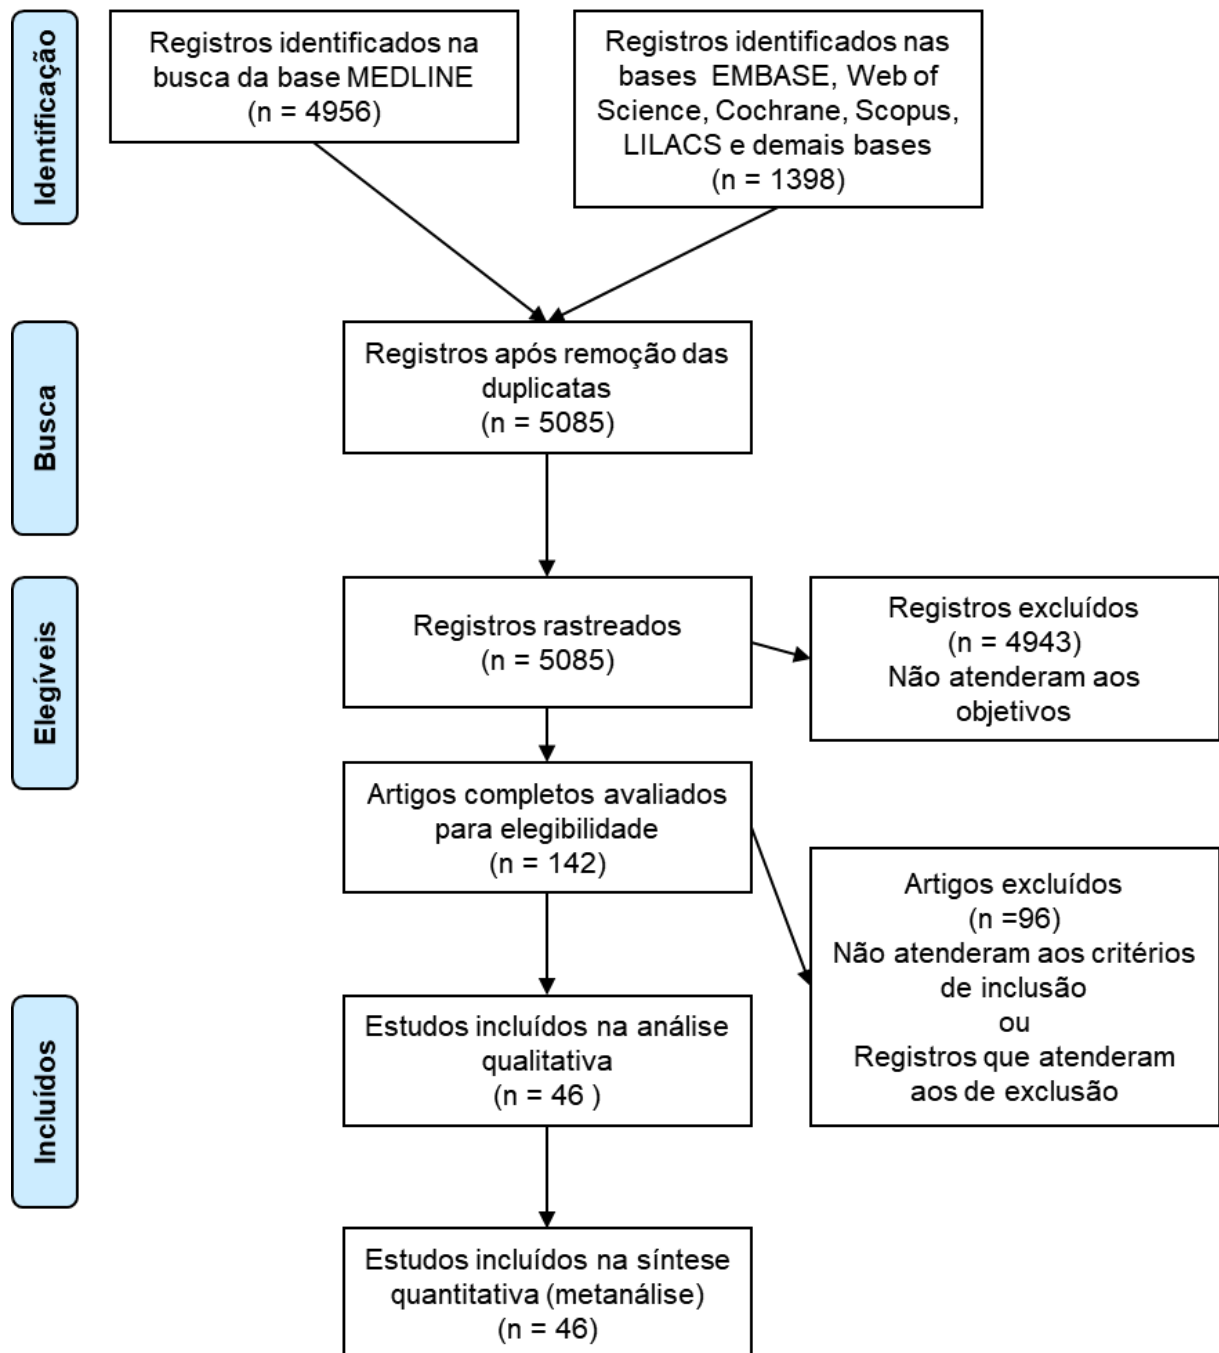 Identificação
Registros identificados na
busca da base MEDLINE
(n = 4956)
Registros identificados nas
bases EMBASE, Web of
Science, Cochrane, Scopus,
LILACS e demais bases
(n = 1398)
Busca
Registros após remoção das
duplicatas
(n = 5085)
Elegíveis
Registros rastreados
(n = 5085)
Registros excluídos
(n = 4943)
Não atenderam aos
objetivos
Artigos completos avaliados
para elegibilidade
(n = 142)
Artigos excluídos
(n =96)
Não atenderam aos critérios
de inclusão
ou
Registros que atenderam
aos de exclusão
Incluídos
Estudos incluídos na análise
qualitativa
(n = 46 )
Estudos incluídos na síntese
quantitativa (metanálise)
(n = 46)